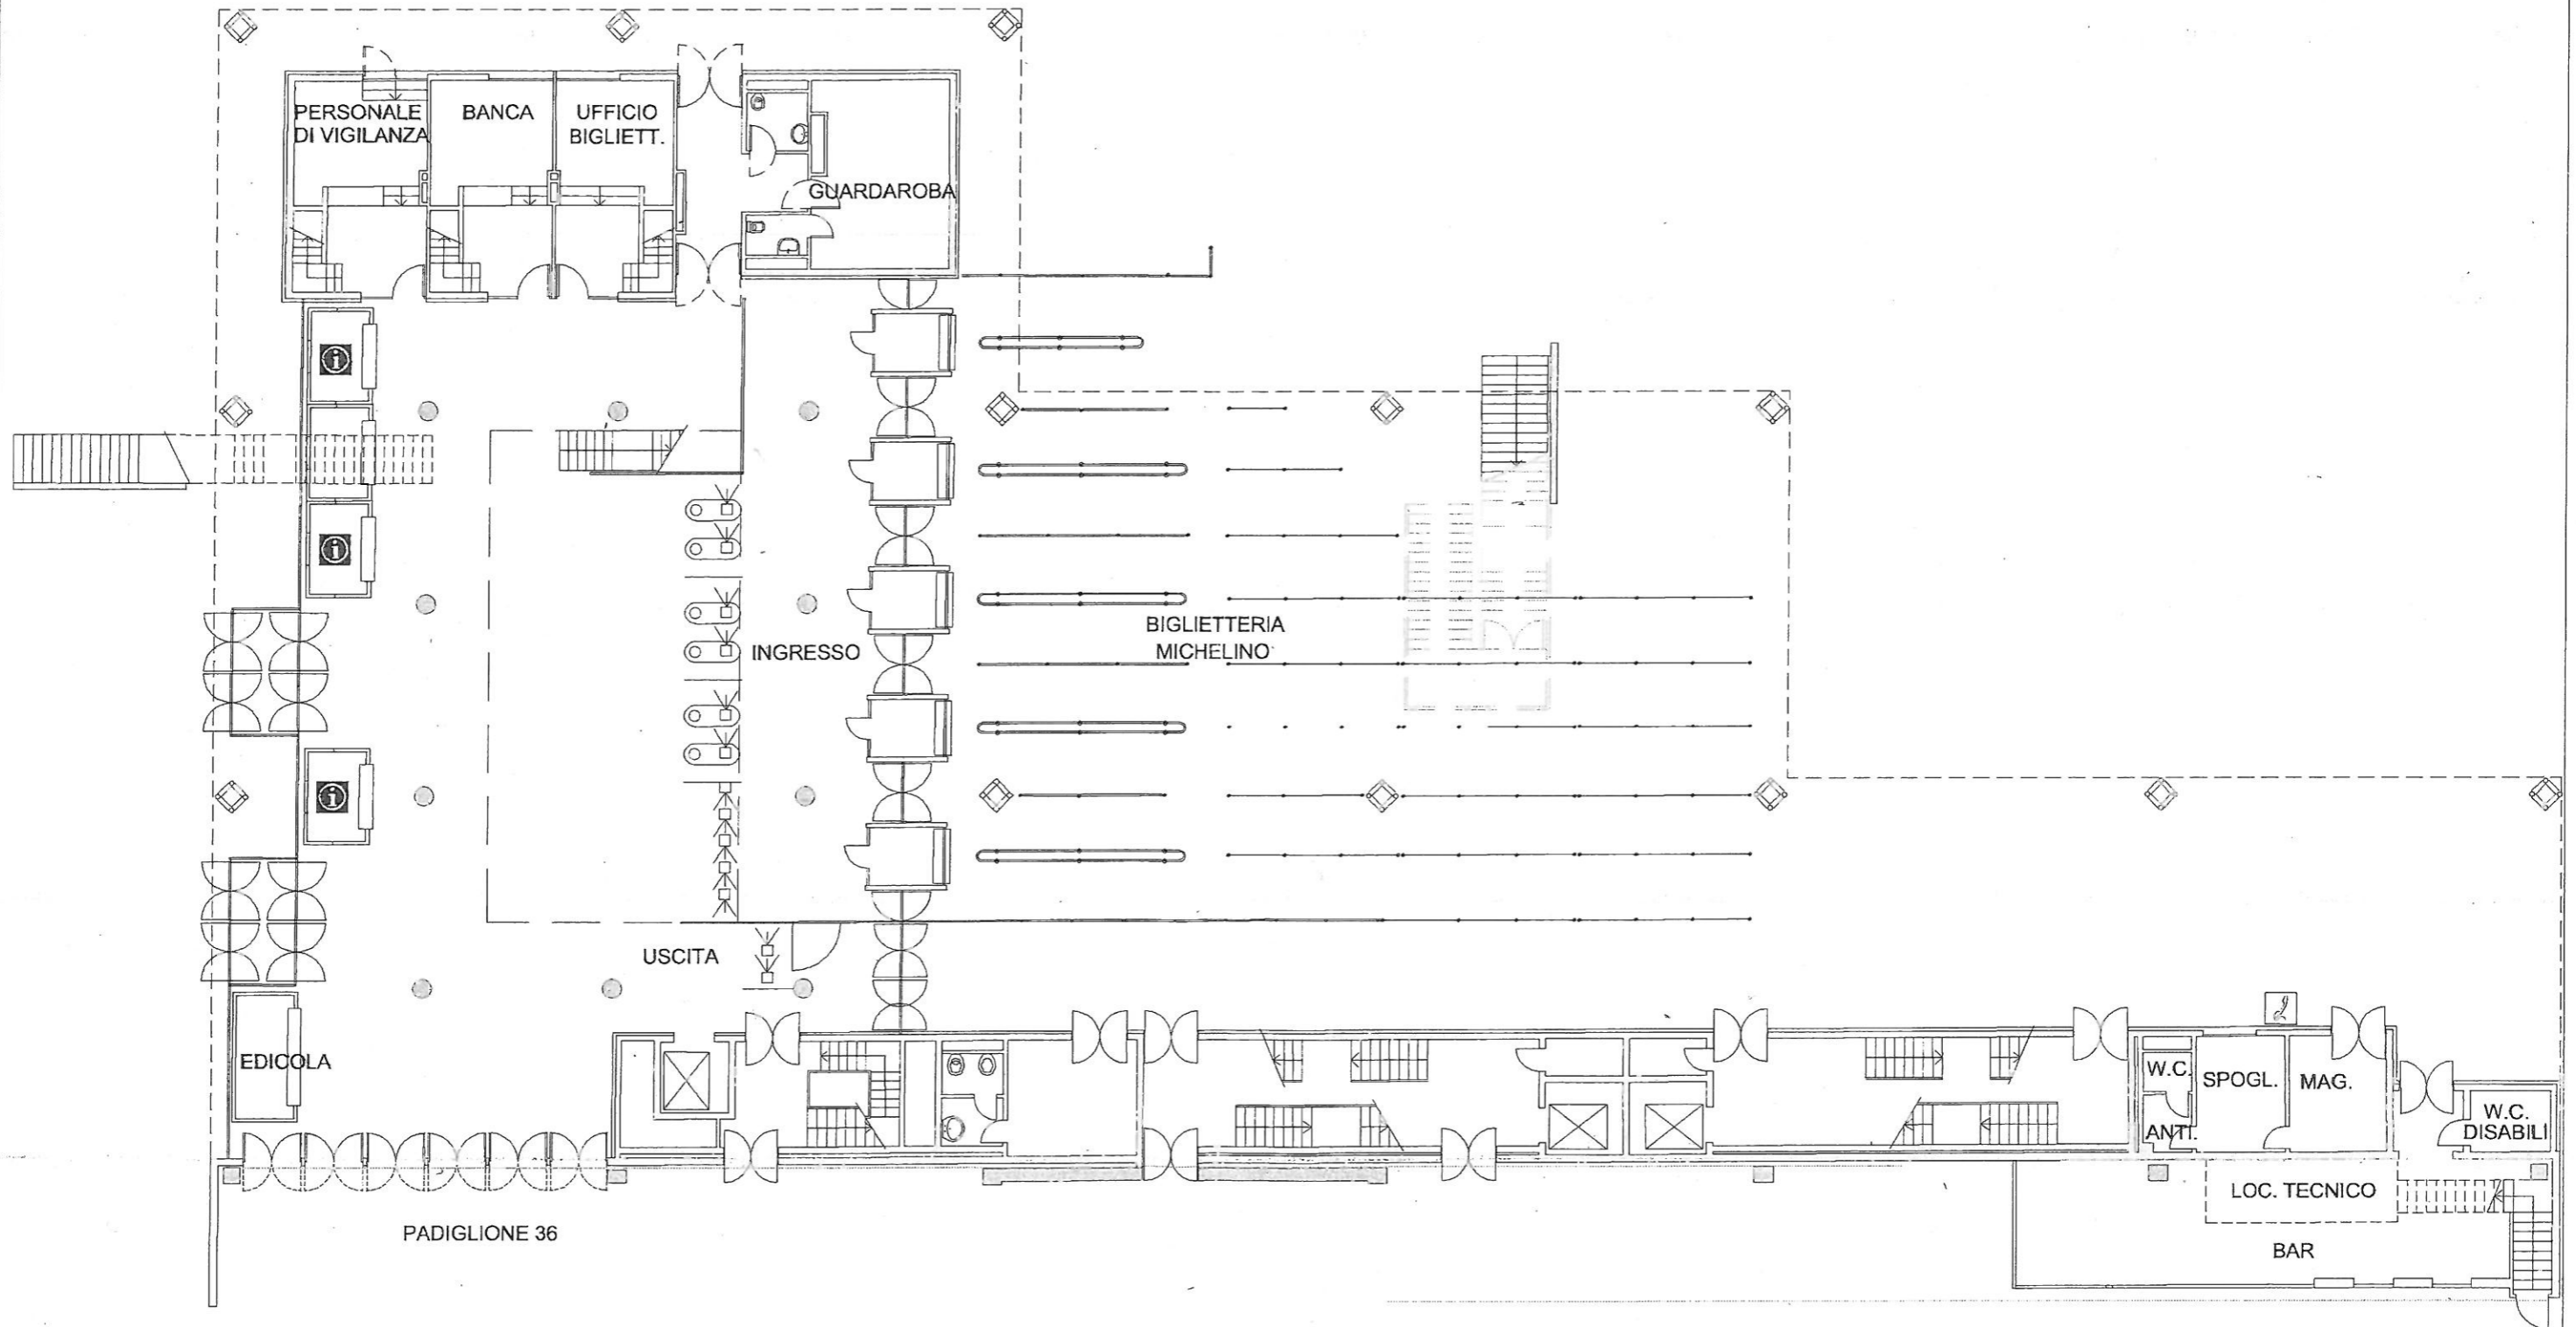 PERSONALE
DI VIGILANZA
BANCA
UFFICIO
BIGLIETT.
GUARDAROBA
i
i
INGRESSO
BIGLIETTERIA
MICHELINO
i
USCITA
EDICOLA
W.C.
ANTI.
SPOGL.
MAG.
W.C.
DISABILI
LOC. TECNICO
BAR
PADIGLIONE 36